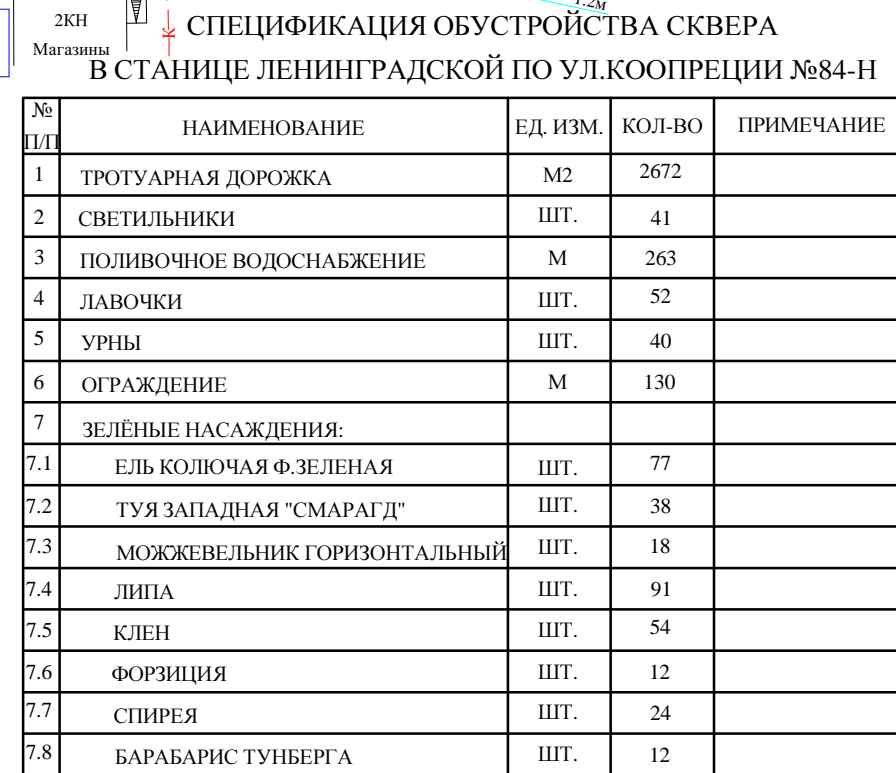 1.2м
2КН
Магазины
К
СПЕЦИФИКАЦИЯ ОБУСТРОЙСТВА СКВЕРА
В СТАНИЦЕ ЛЕНИНГРАДСКОЙ ПО УЛ.КООПРЕЦИИ №84-Н
№ П/П НАИМЕНОВАНИЕ ЕД. ИЗМ. КОЛ-ВО ПРИМЕЧАНИЕ
1 ТРОТУАРНАЯ ДОРОЖКА М2 2672
2 СВЕТИЛЬНИКИ ШТ. 41
3 ПОЛИВОЧНОЕ ВОДОСНАБЖЕНИЕ М 263
4 ЛАВОЧКИ ШТ. 52
5 УРНЫ ШТ. 40
6 ОГРАЖДЕНИЕ М 130
7 ЗЕЛЁНЫЕ НАСАЖДЕНИЯ:
7.1 ЕЛЬ КОЛЮЧАЯ Ф.ЗЕЛЕНАЯ ШТ. 77
7.2 ТУЯ ЗАПАДНАЯ "СМАРАГД" ШТ. 38
7.3 МОЖЖЕВЕЛЬНИК ГОРИЗОНТАЛЬНЫЙ ШТ. 18
7.4 ЛИПА ШТ. 91
7.5 КЛЕН ШТ. 54
7.6 ФОРЗИЦИЯ ШТ. 12
7.7 СПИРЕЯ ШТ. 24
7.8 БАРАБАРИС ТУНБЕРГА ШТ. 12